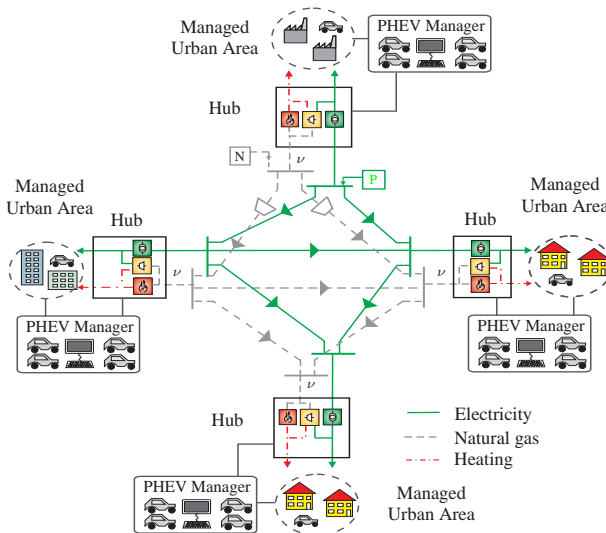 Managed
Urban Area
PHEV Manager
Hub
N
ν
P
Managed
Urban Area
Hub
ν
PHEV Manager
Managed
Urban Area
Hub
ν
PHEV Manager
ν
Hub
PHEV Manager
Managed
Urban Area
Electricity
Natural gas
Heating